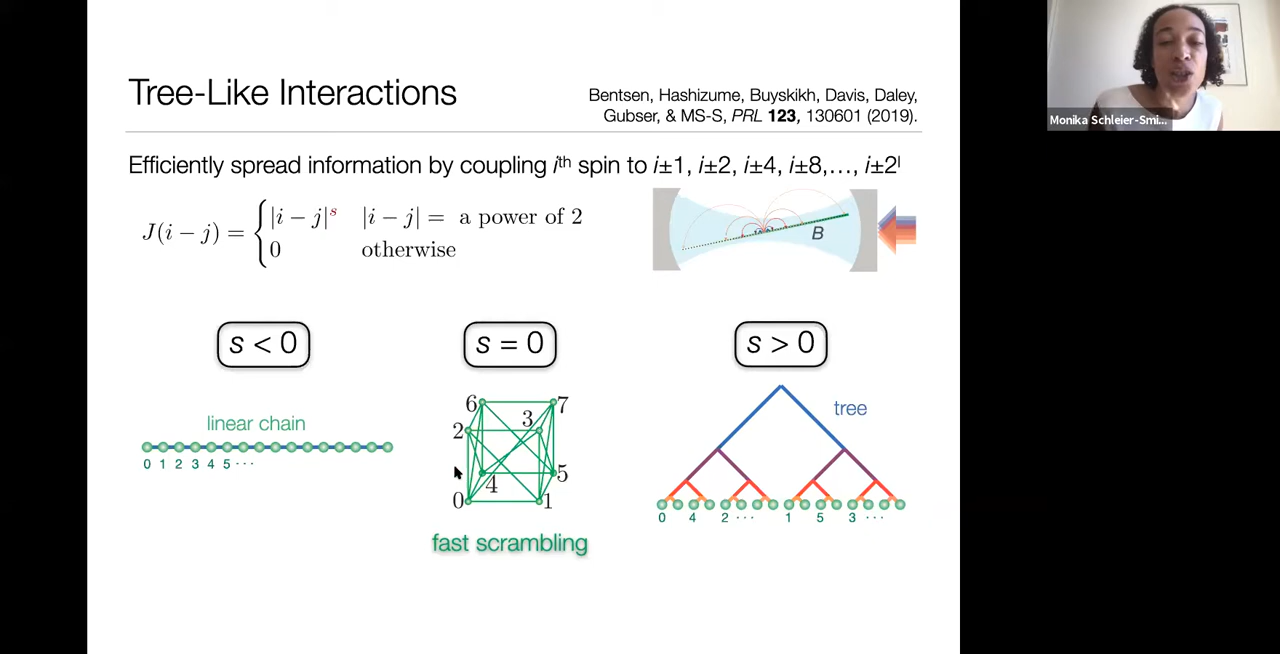 Tree-Like Interactions
Bentsen, Hashizume, Buyskikh, Davis, Daley,
Gubser, & MS-S, PRL 123, 130601 (2019).
Efficiently spread information by coupling iᵗʰ spin to i±1, i±2, i±4, i±8,…, i±2ˡ
J(i − j) = { |i − j|ˢ |i − j| = a power of 2
0 otherwise
B
s < 0
s = 0
s > 0
linear chain
0 1 2 3 4 5 ···
6 7
2 3
4 5
0 1
fast scrambling
tree
0 4 2 ··· 1 5 3 ···
Monika Schleier-Smi...